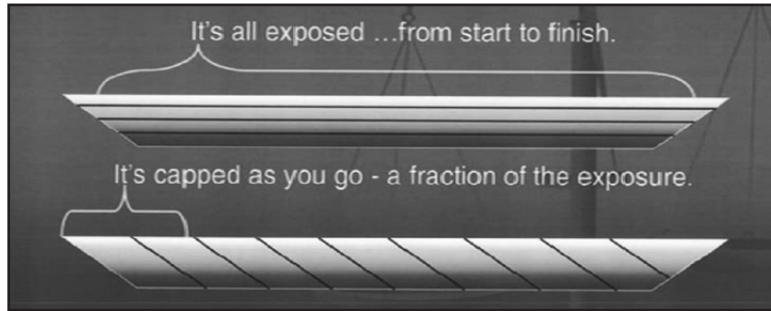 It's all exposed ...from start to finish.
It's capped as you go - a fraction of the exposure.